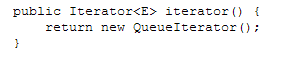 public Iterator<E> iterator() {
    return new QueueIterator();
}